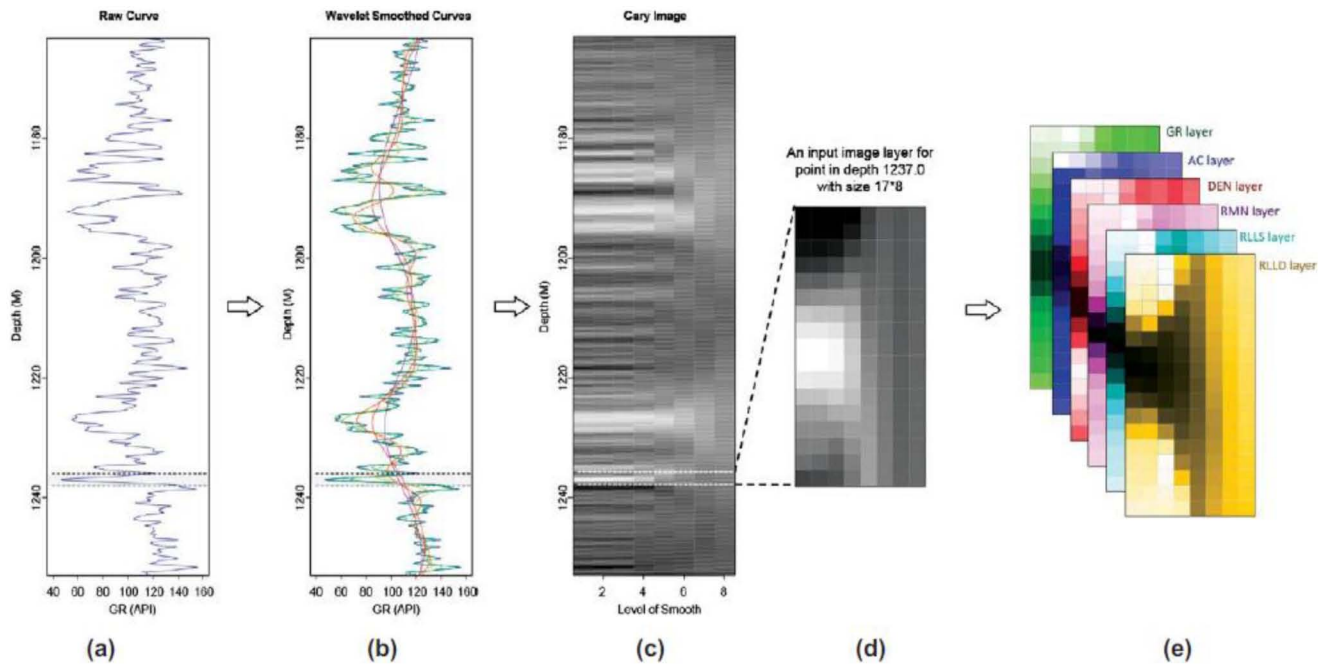 Raw Curve
Wavelet Smoothed Curves
Gary Image
1180
1200
1220
1240
Depth (M)
40 60 80 100 120 140 160
GR (API)
1180
1200
1220
1240
Depth (M)
40 60 80 100 120 140 160
GR (API)
1180
1200
1220
1240
Depth (M)
2 4 6 8
Level of Smooth
An input image layer for
point in depth 1237.0
with size 17*8
GR layer
AC layer
DEN layer
RMN layer
RLLS layer
RLLD layer
(a)
(b)
(c)
(d)
(e)